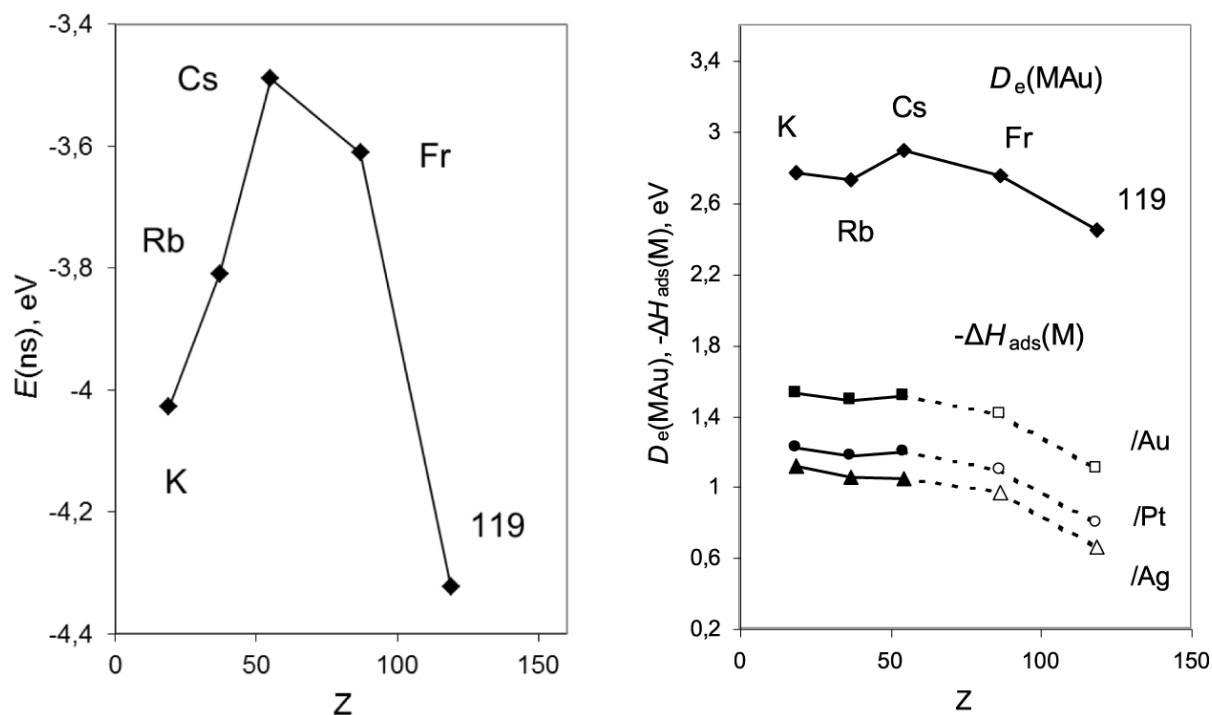 -3,4
-3,6
-3,8
-4
-4,2
-4,4
E(ns), eV
Cs
Fr
Rb
K
119
0
50
100
150
Z
3,4
3
2,6
2,2
1,8
1,4
1
0,6
0,2
De(MAu), -ΔHads(M), eV
De(MAu)
K
Cs
Fr
Rb
119
-ΔHads(M)
/Au
/Pt
/Ag
0
50
100
150
Z